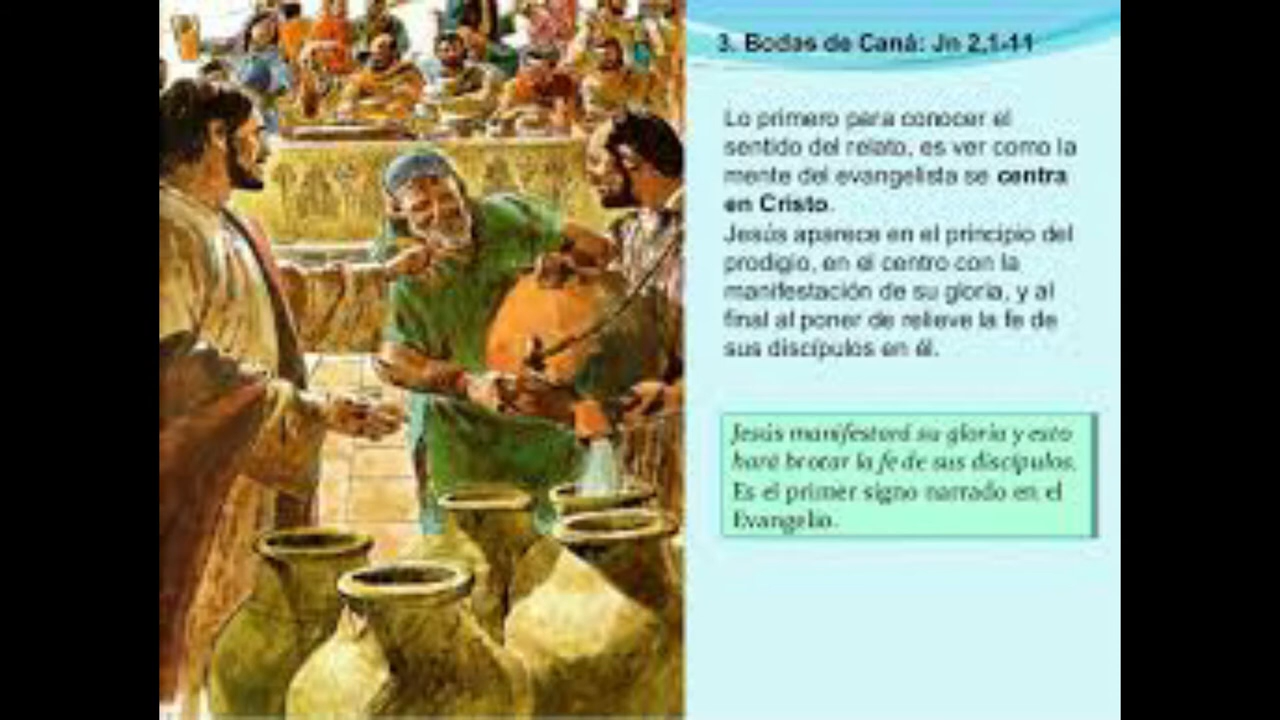 3. Bodas de Caná: Jn 2,1-11
Lo primero para conocer el
sentido del relato, es ver como la
mente del evangelista se centra
en Cristo.
Jesús aparece en el principio del
prodigio, en el centro con la
manifestación de su gloria, y al
final al poner de relieve la fe de
sus discípulos en él.
Jesús manifestará su gloria y esto
hará brotar la fe de sus discípulos.
Es el primer signo narrado en el
Evangelio.